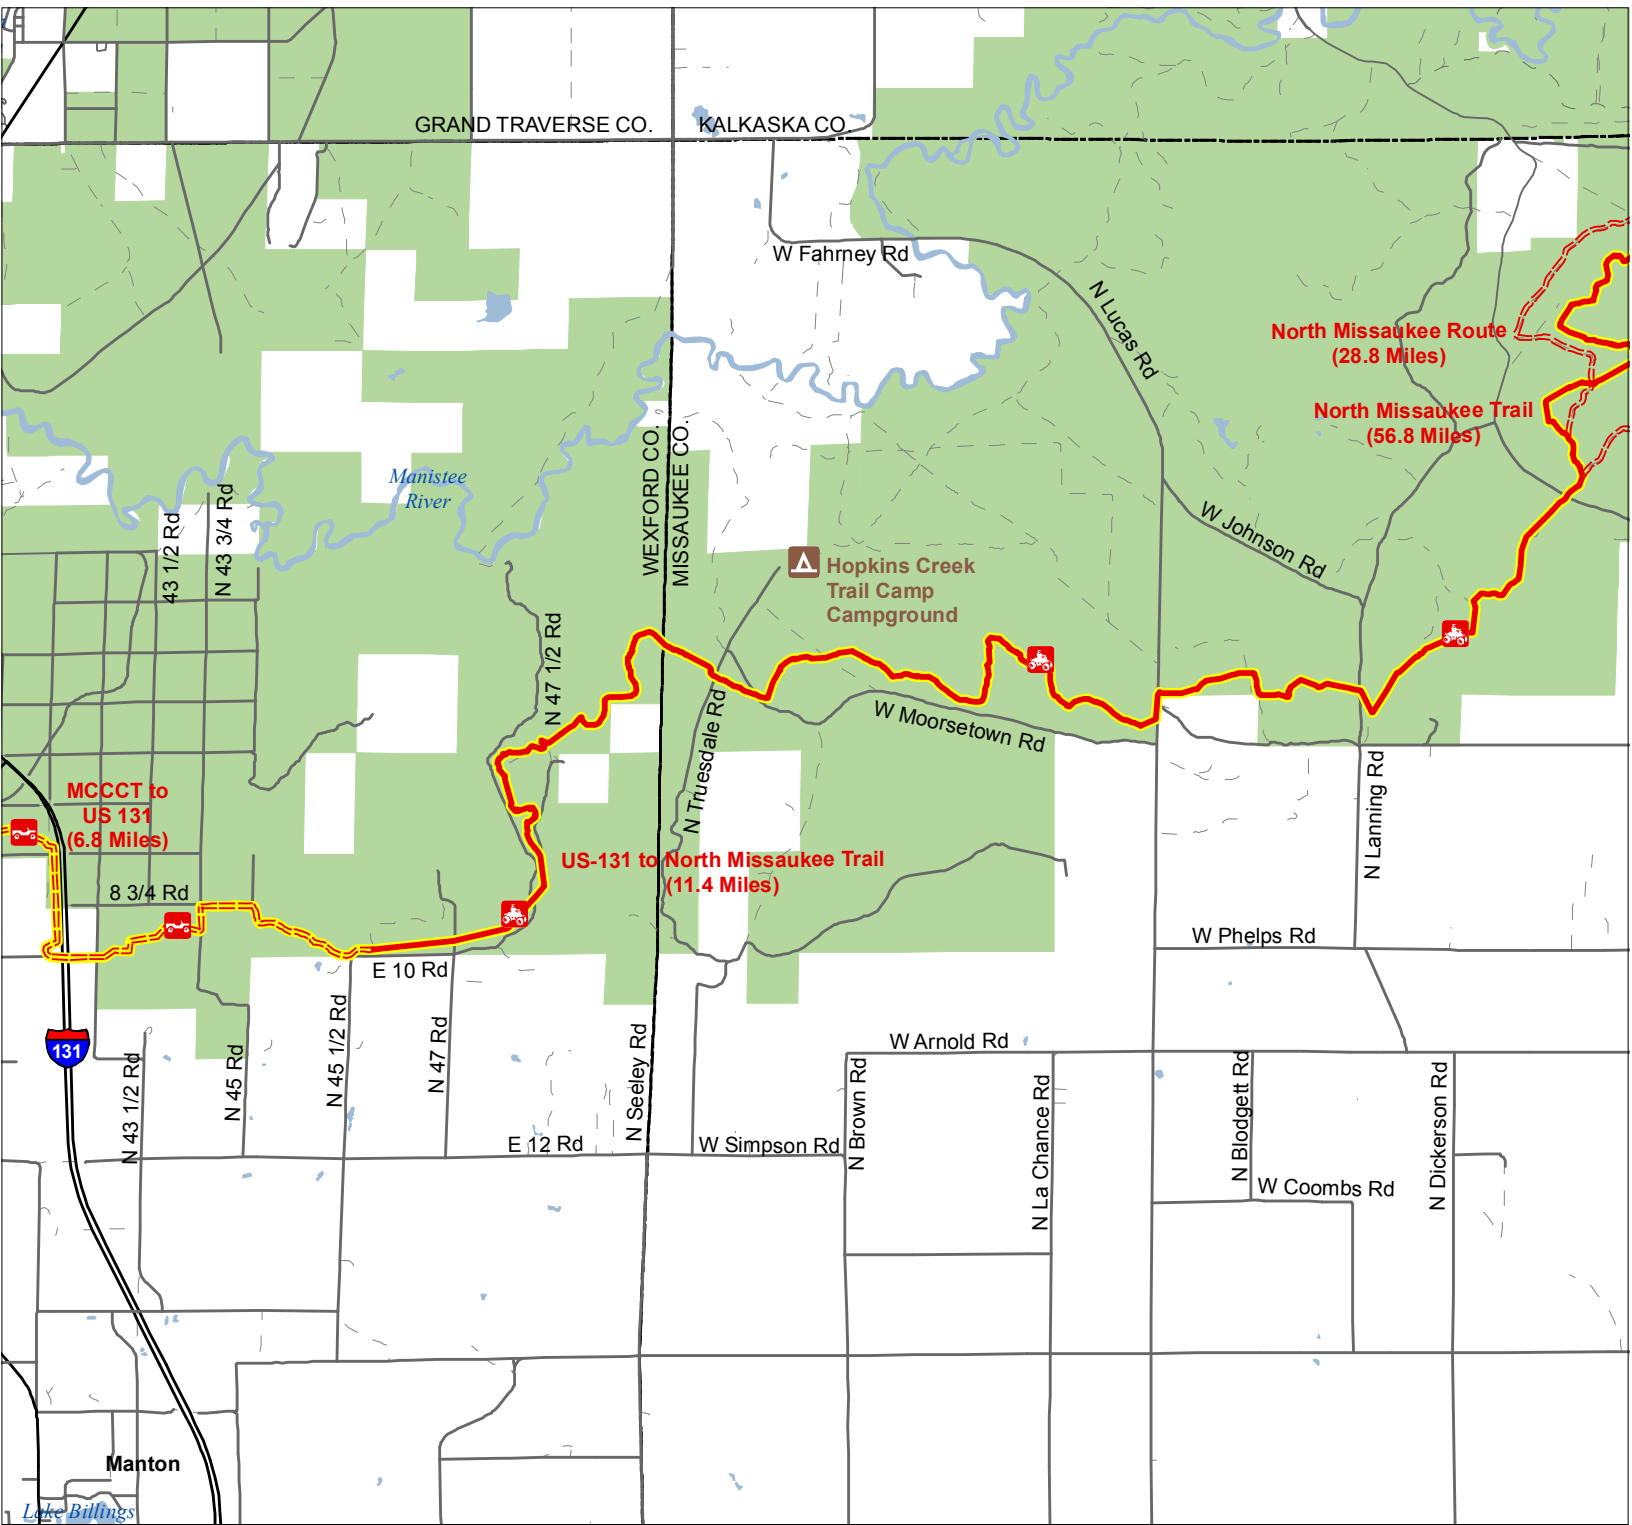 GRAND TRAVERSE CO.
KALKASKA CO.
W Fahrney Rd
N Lucas Rd
North Missaukee Route
(28.8 Miles)
North Missaukee Trail
(56.8 Miles)
WEXFORD CO.
MISSAUKEE CO.
Manistee
River
43 1/2 Rd
N 43 3/4 Rd
W Johnson Rd
Hopkins Creek
Trail Camp
Campground
N 47 1/2 Rd
N Truesdale Rd
W Moorsetown Rd
N Lanning Rd
MCCCT to
US 131
(6.8 Miles)
US-131 to North Missaukee Trail
(11.4 Miles)
8 3/4 Rd
W Phelps Rd
E 10 Rd
131
N 43 1/2 Rd
N 45 Rd
N 45 1/2 Rd
N 47 Rd
N Seeley Rd
W Arnold Rd
N Brown Rd
N La Chance Rd
N Blodgett Rd
N Dickerson Rd
E 12 Rd
W Simpson Rd
W Coombs Rd
Manton
Lake Billings